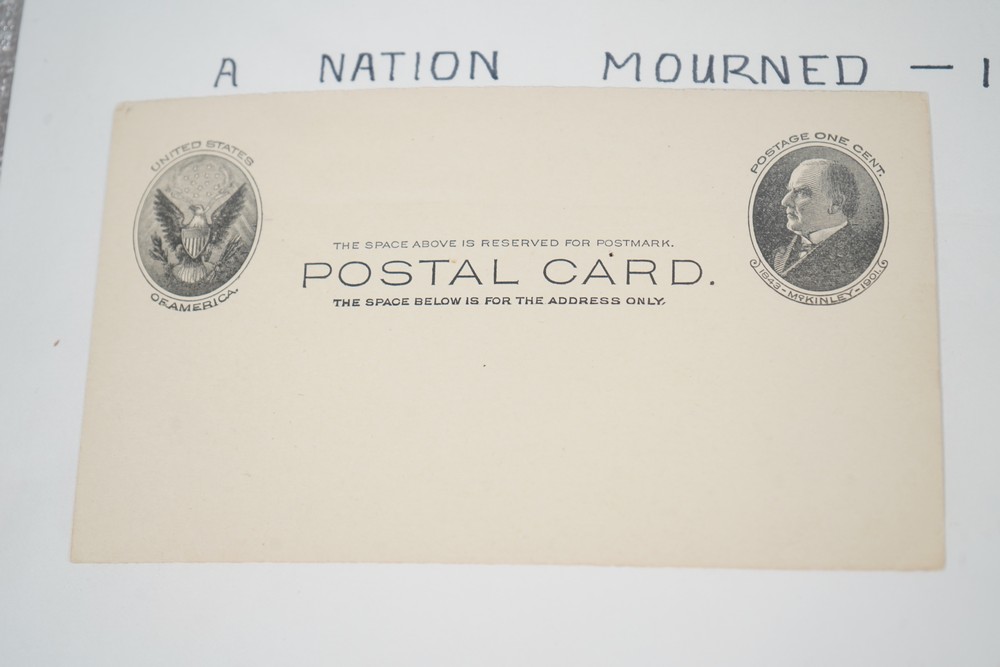 A NATION MOURNED — 1
UNITED STATES
OF AMERICA.
POSTAGE ONE CENT.
1843 - McKINLEY - 1901.
THE SPACE ABOVE IS RESERVED FOR POSTMARK.
POSTAL CARD.
THE SPACE BELOW IS FOR THE ADDRESS ONLY.